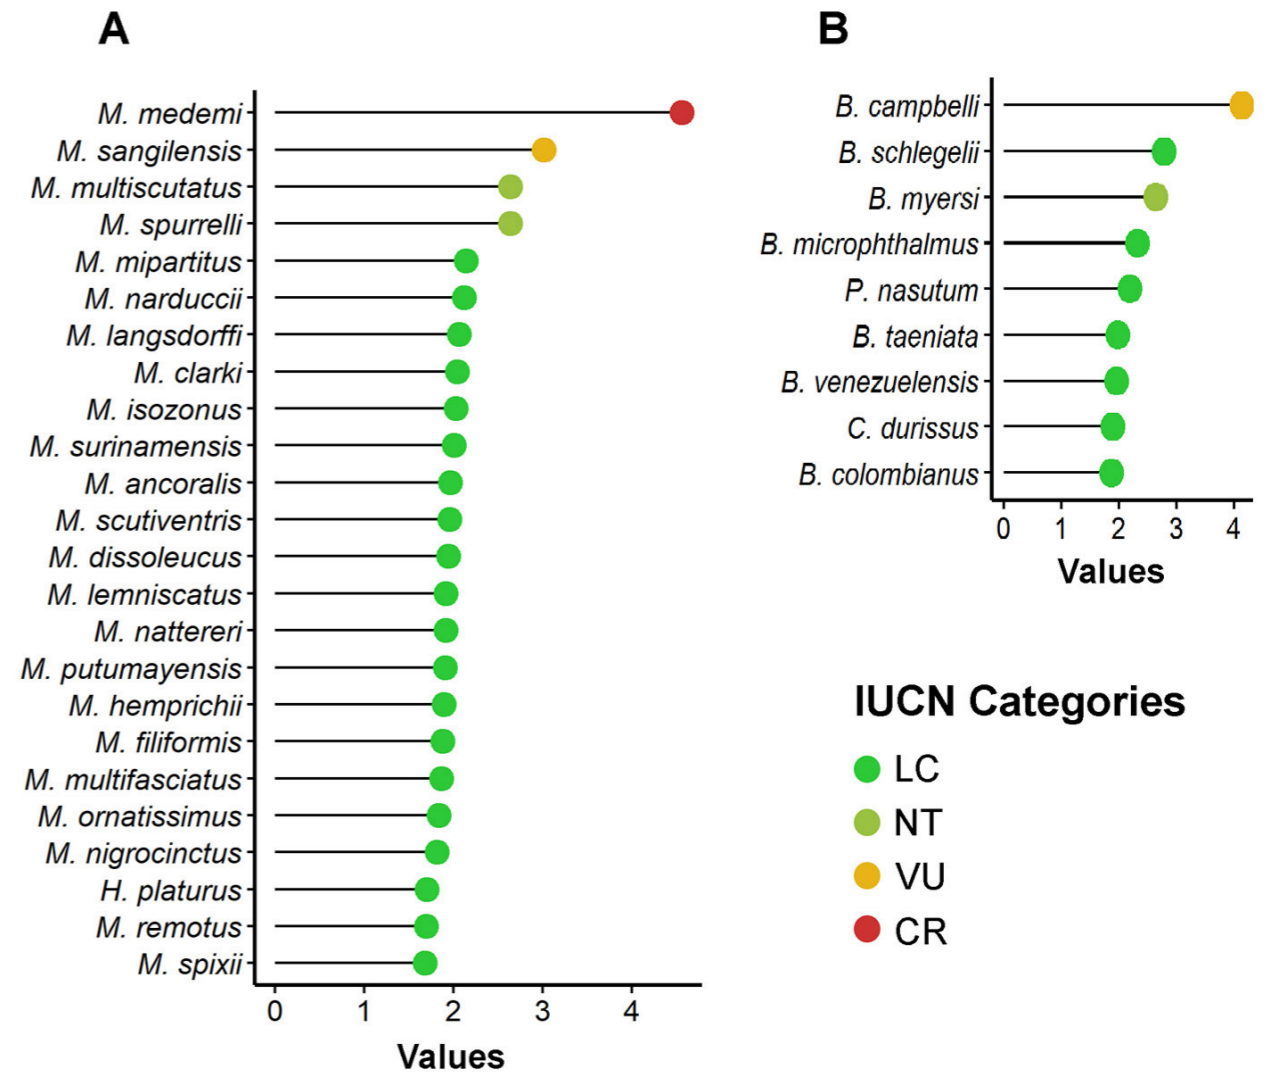 A
M. medemi
M. sangilensis
M. multiscutatus
M. spurrelli
M. mipartitus
M. narduccii
M. langsdorffi
M. clarki
M. isozonus
M. surinamensis
M. ancoralis
M. scutiventris
M. dissoleucus
M. lemniscatus
M. nattereri
M. putumayensis
M. hemprichii
M. filiformis
M. multifasciatus
M. ornatissimus
M. nigrocinctus
H. platurus
M. remotus
M. spixii
0 1 2 3 4
Values
B
B. campbelli
B. schlegelii
B. myersi
B. microphthalmus
P. nasutum
B. taeniata
B. venezuelensis
C. durissus
B. colombianus
0 1 2 3 4
Values
IUCN Categories
LC
NT
VU
CR